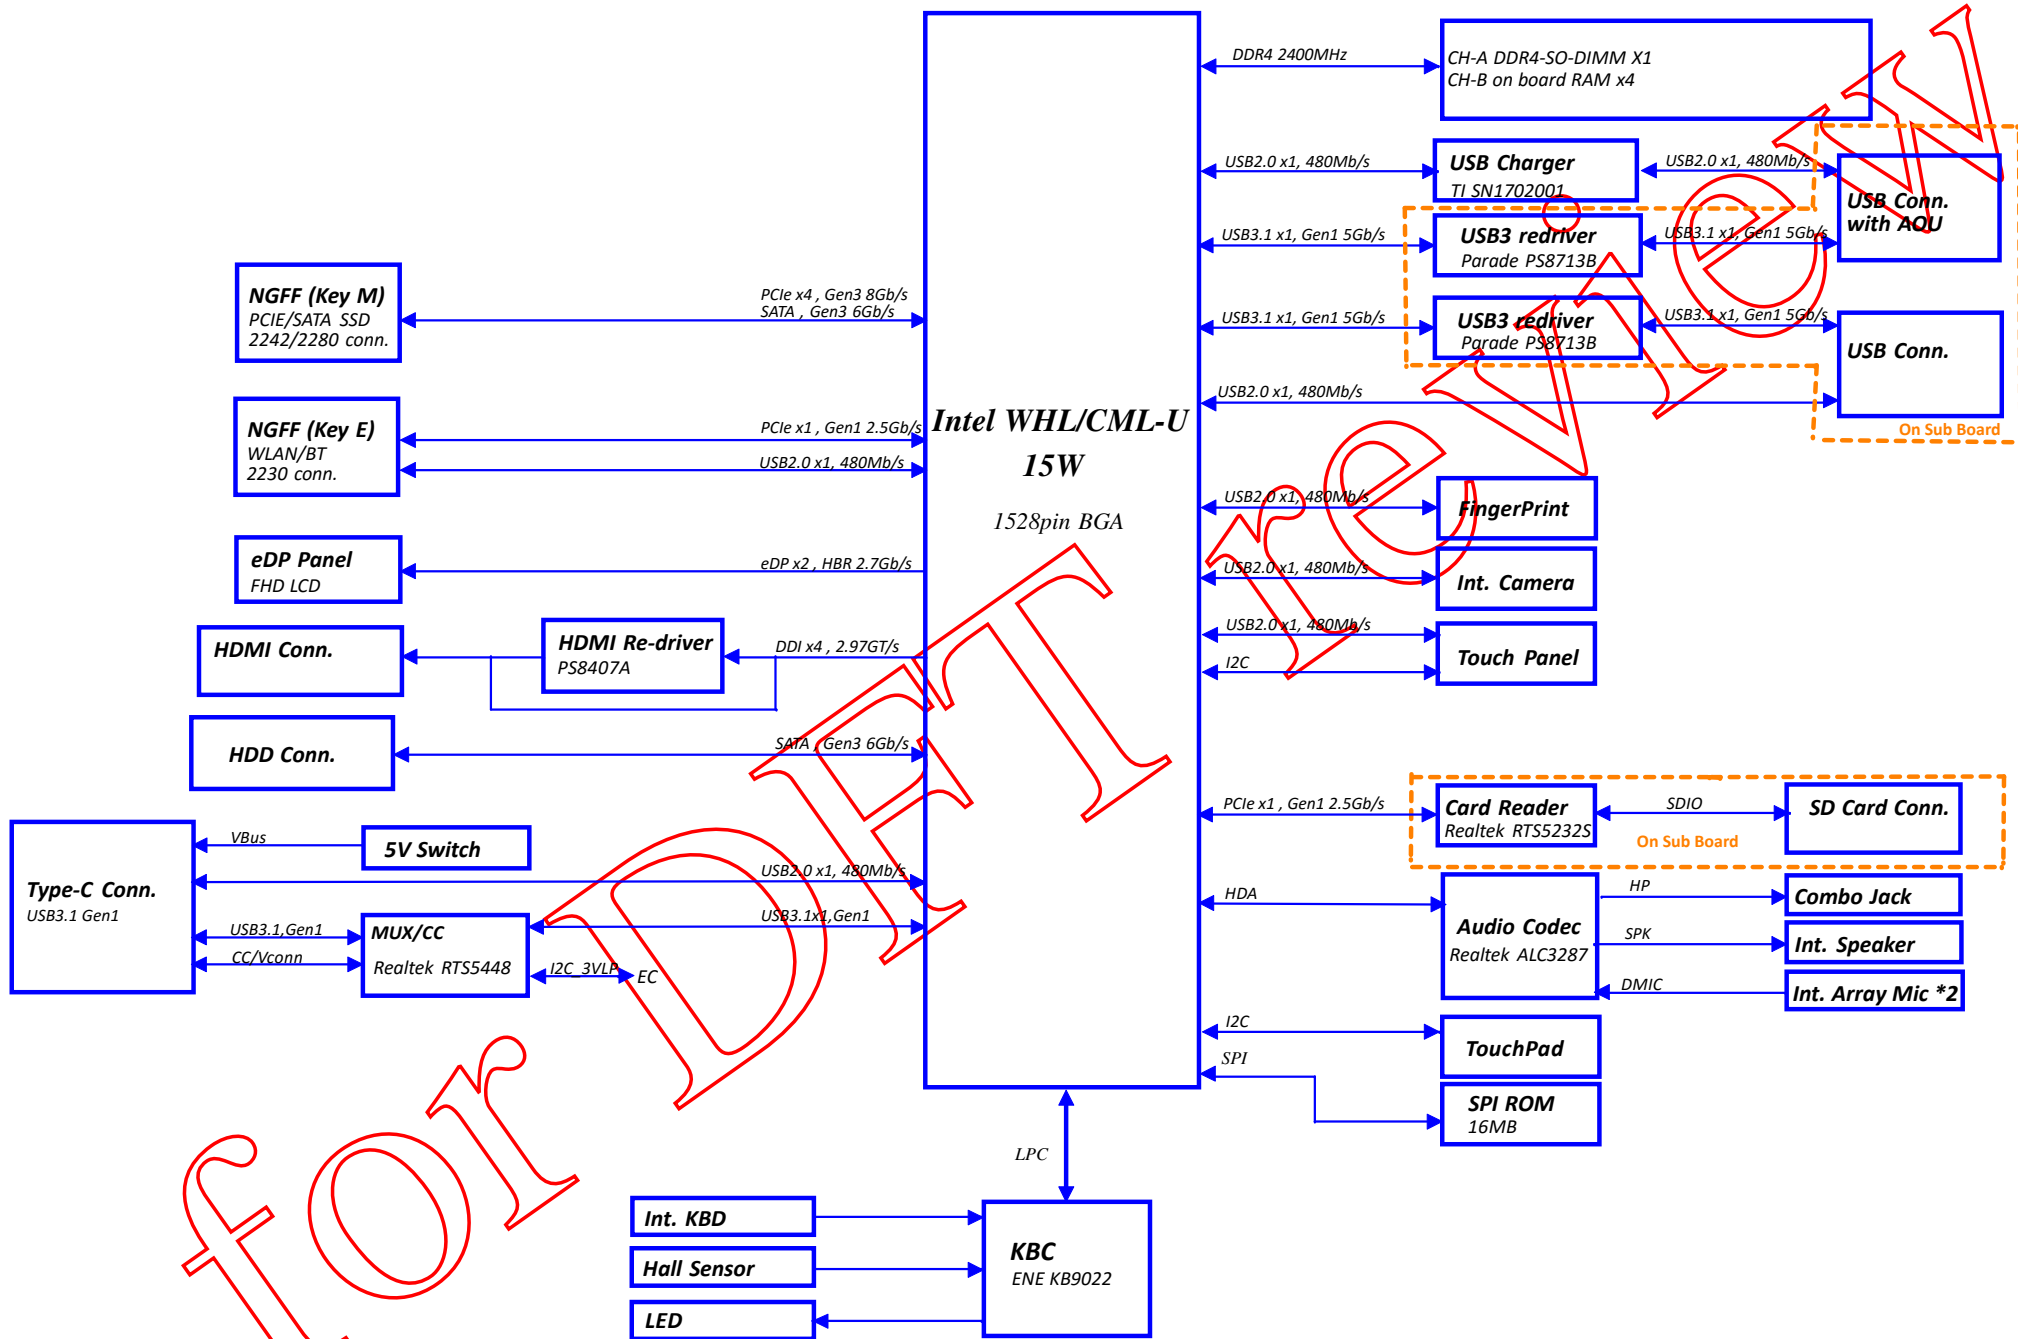 DDR4 2400MHz
CH-A DDR4-SO-DIMM X1
CH-B on board RAM x4
USB2.0 x1, 480Mb/s
USB Charger
TI SN1702001
USB2.0 x1, 480Mb/s
USB Conn.
with AOU
USB3.1 x1, Gen1 5Gb/s
USB3 redriver
Parade PS8713B
USB3.1 x1, Gen1 5Gb/s
USB3.1 x1, Gen1 5Gb/s
USB3 redriver
Parade PS8713B
USB3.1 x1, Gen1 5Gb/s
USB Conn.
USB2.0 x1, 480Mb/s
On Sub Board
NGFF (Key M)
PCIE/SATA SSD
2242/2280 conn.
PCIe x4 , Gen3 8Gb/s
SATA , Gen3 6Gb/s
NGFF (Key E)
WLAN/BT
2230 conn.
PCIe x1 , Gen1 2.5Gb/s
USB2.0 x1, 480Mb/s
Intel WHL/CML-U
15W
1528pin BGA
USB2.0 x1, 480Mb/s
FingerPrint
eDP Panel
FHD LCD
eDP x2 , HBR 2.7Gb/s
USB2.0 x1, 480Mb/s
Int. Camera
HDMI Conn.
HDMI Re-driver
PS8407A
DDI x4 , 2.97GT/s
USB2.0 x1, 480Mb/s
I2C
Touch Panel
HDD Conn.
SATA , Gen3 6Gb/s
PCIe x1 , Gen1 2.5Gb/s
Card Reader
Realtek RTS5232S
SDIO
SD Card Conn.
On Sub Board
Type-C Conn.
USB3.1 Gen1
VBus
5V Switch
USB2.0 x1, 480Mb/s
USB3.1,Gen1
CC/Vconn
MUX/CC
Realtek RTS5448
USB3.1x1,Gen1
I2C_3VLP
EC
HDA
Audio Codec
Realtek ALC3287
HP
Combo Jack
SPK
Int. Speaker
DMIC
Int. Array Mic *2
I2C
TouchPad
SPI
SPI ROM
16MB
LPC
Int. KBD
Hall Sensor
LED
KBC
ENE KB9022
for DFT review